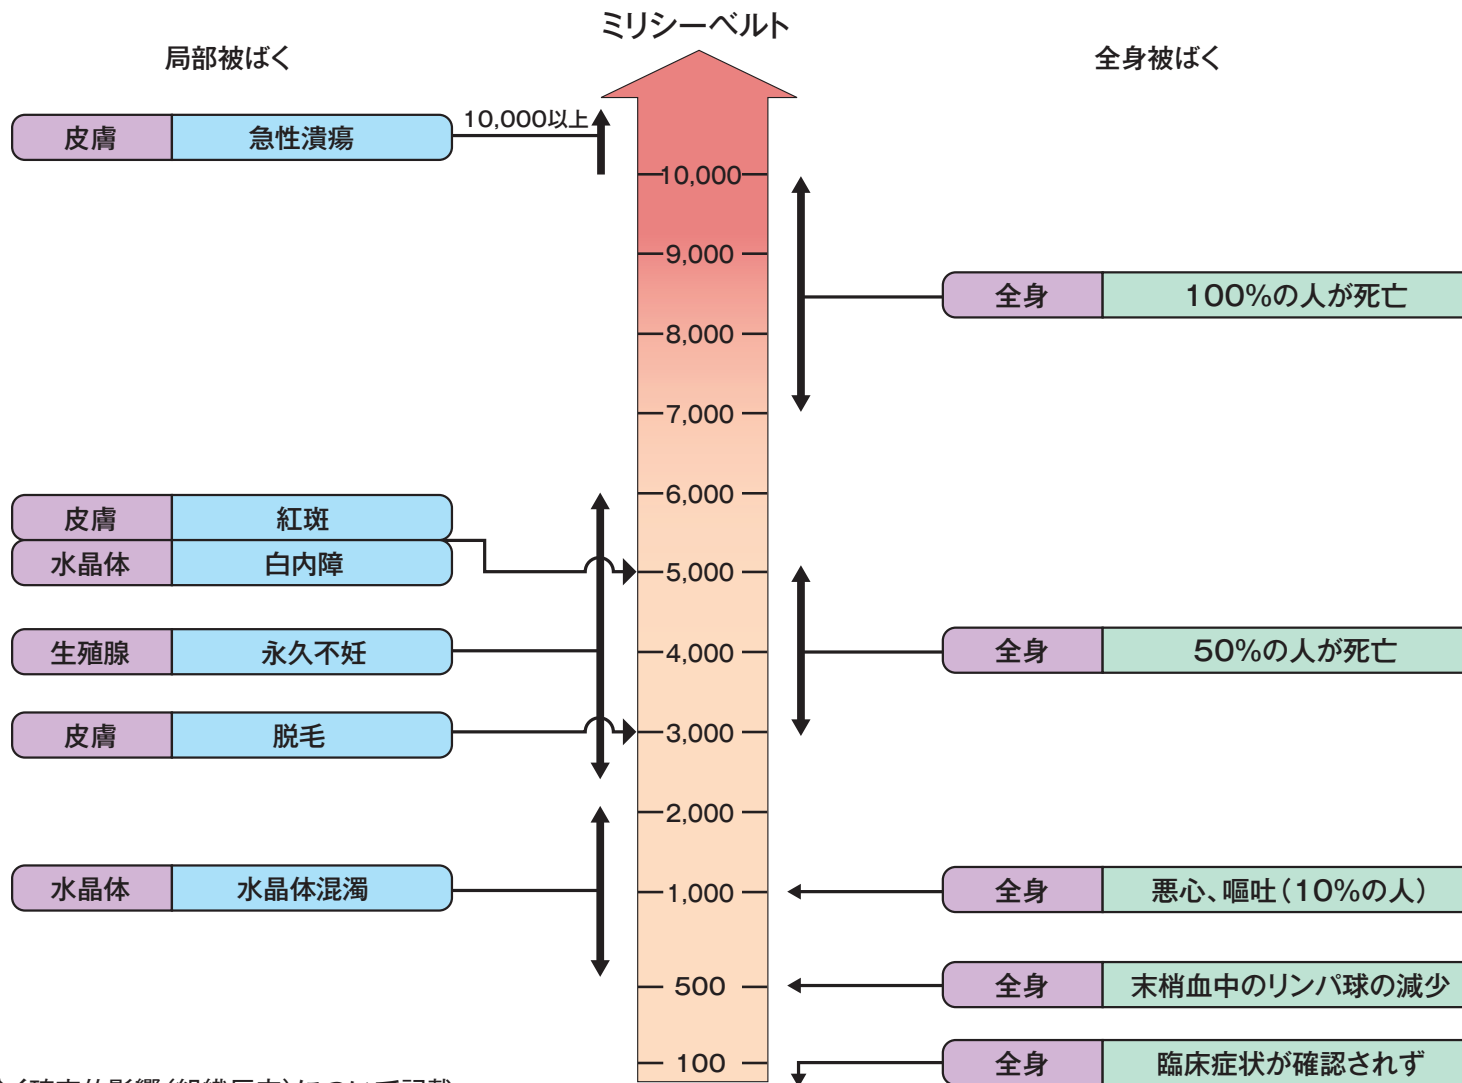 ミリシーベルト
局部被ばく
全身被ばく
皮膚 急性潰瘍
10,000以上
10,000
9,000
全身 100%の人が死亡
8,000
7,000
6,000
皮膚 紅斑
水晶体 白内障
5,000
生殖腺 永久不妊
4,000
全身 50%の人が死亡
皮膚 脱毛
3,000
2,000
水晶体 水晶体混濁
1,000
全身 悪心、嘔吐（10%の人）
500
全身 末梢血中のリンパ球の減少
100
全身 臨床症状が確認されず